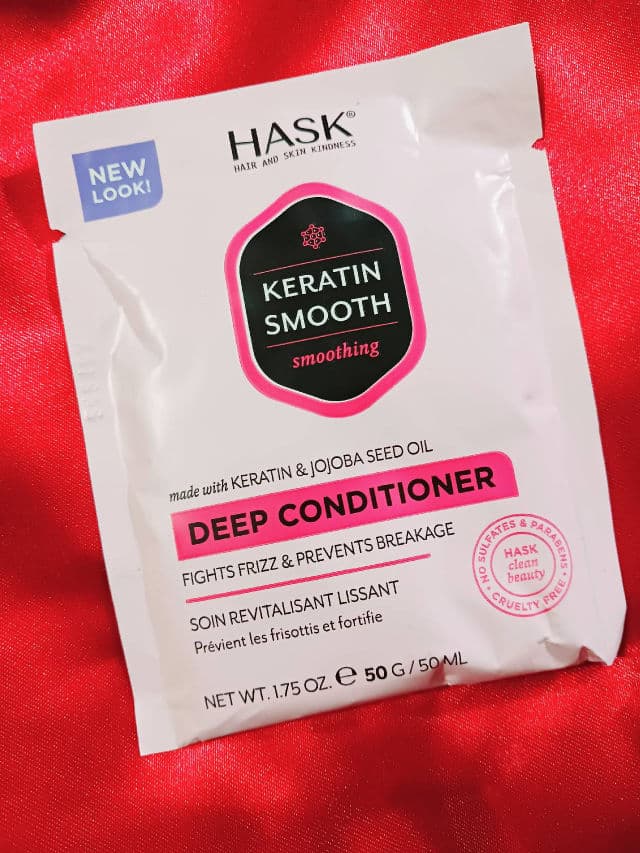 HASK®
HAIR AND SKIN KINDNESS
NEW
LOOK!
KERATIN
SMOOTH
smoothing
made with KERATIN & JOJOBA SEED OIL
DEEP CONDITIONER
FIGHTS FRIZZ & PREVENTS BREAKAGE
SOIN REVITALISANT LISSANT
Prévient les frisottis et fortifie
NO SULFATES & PARABENS
HASK
clean
beauty
CRUELTY FREE
NET WT. 1.75 OZ. ℮ 50 G / 50 ML